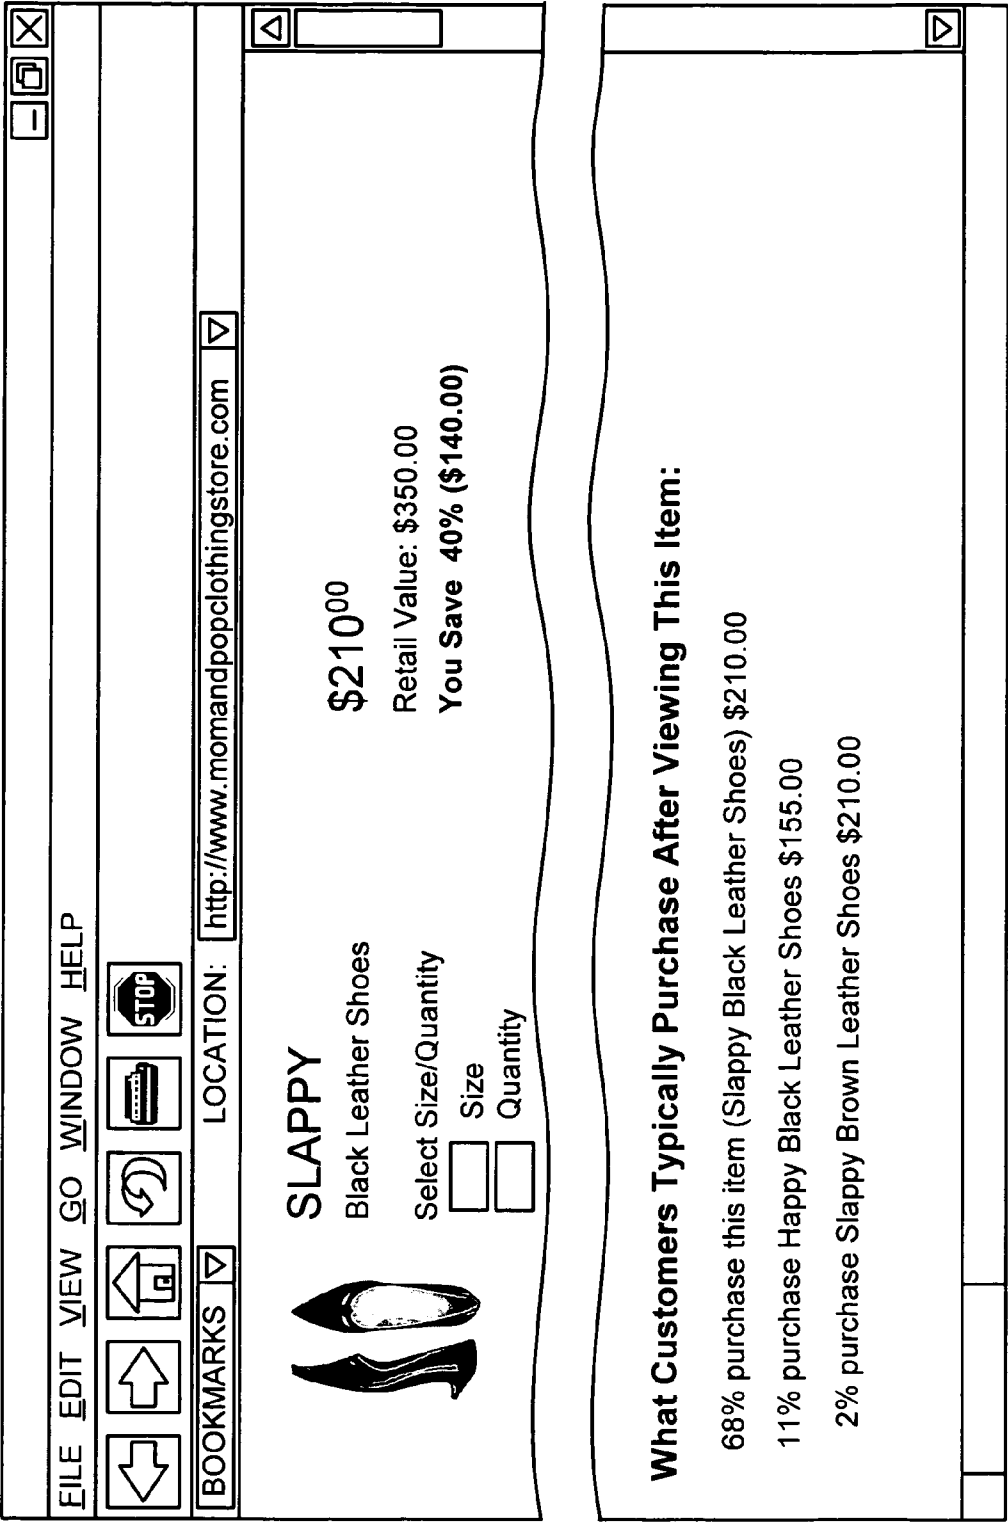 FILE EDIT VIEW GO WINDOW HELP
STOP
BOOKMARKS LOCATION: http://www.momandpopclothingstore.com
SLAPPY
Black Leather Shoes
$210⁰⁰
Retail Value: $350.00
You Save 40% ($140.00)
Select Size/Quantity
Size
Quantity
What Customers Typically Purchase After Viewing This Item:
68% purchase this item (Slappy Black Leather Shoes) $210.00
11% purchase Happy Black Leather Shoes $155.00
2% purchase Slappy Brown Leather Shoes $210.00